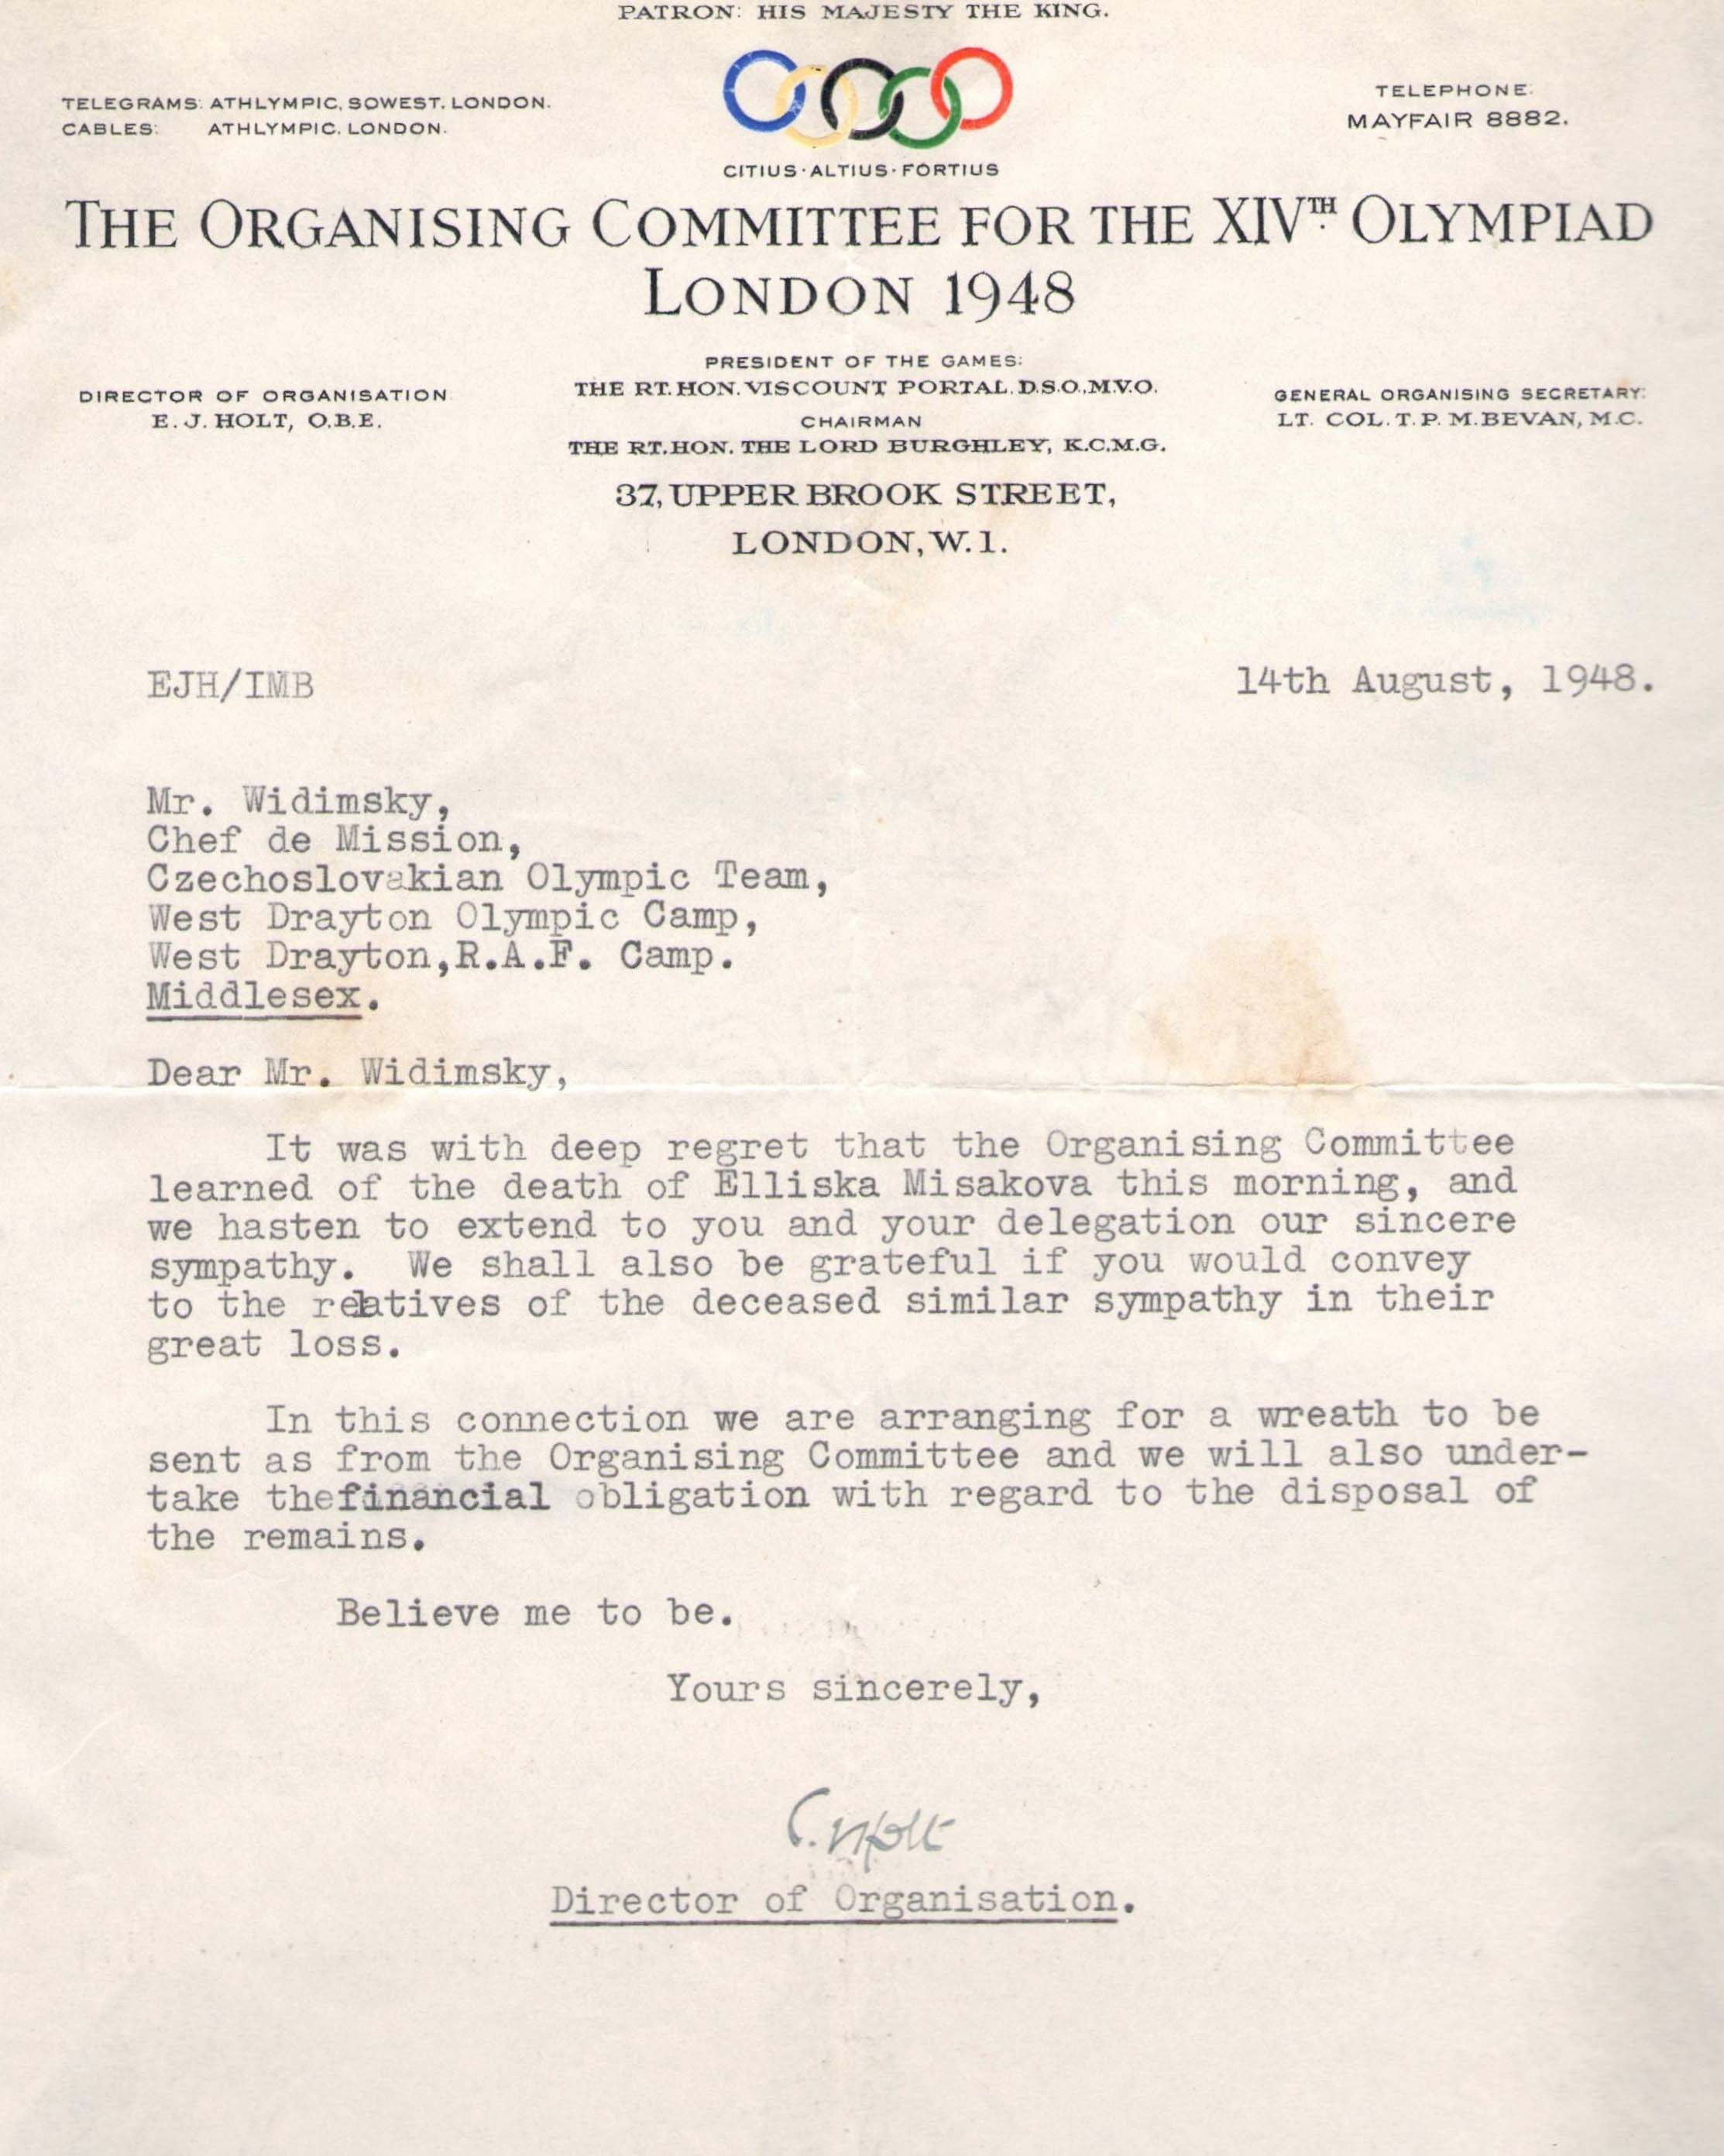 PATRON: HIS MAJESTY THE KING.
TELEGRAMS: ATHLYMPIC, SOWEST, LONDON.
CABLES: ATHLYMPIC, LONDON.
TELEPHONE:
MAYFAIR 8882.
CITIUS·ALTIUS·FORTIUS
THE ORGANISING COMMITTEE FOR THE XIVTH OLYMPIAD
LONDON 1948
PRESIDENT OF THE GAMES:
THE RT. HON. VISCOUNT PORTAL, D.S.O., M.V.O.
CHAIRMAN
THE RT. HON. THE LORD BURGHLEY, K.C.M.G.
DIRECTOR OF ORGANISATION
E. J. HOLT, O.B.E.
GENERAL ORGANISING SECRETARY:
LT. COL. T. P. M. BEVAN, M.C.
37, UPPER BROOK STREET,
LONDON, W.1.
EJH/IMB
14th August, 1948.
Mr. Widimsky,
Chef de Mission,
Czechoslovakian Olympic Team,
West Drayton Olympic Camp,
West Drayton,R.A.F. Camp.
Middlesex.
Dear Mr. Widimsky,
It was with deep regret that the Organising Committee
learned of the death of Elliska Misakova this morning, and
we hasten to extend to you and your delegation our sincere
sympathy. We shall also be grateful if you would convey
to the relatives of the deceased similar sympathy in their
great loss.
In this connection we are arranging for a wreath to be
sent as from the Organising Committee and we will also under-
take thefinancial obligation with regard to the disposal of
the remains.
Believe me to be.
Yours sincerely,
E.J.Holt
Director of Organisation.